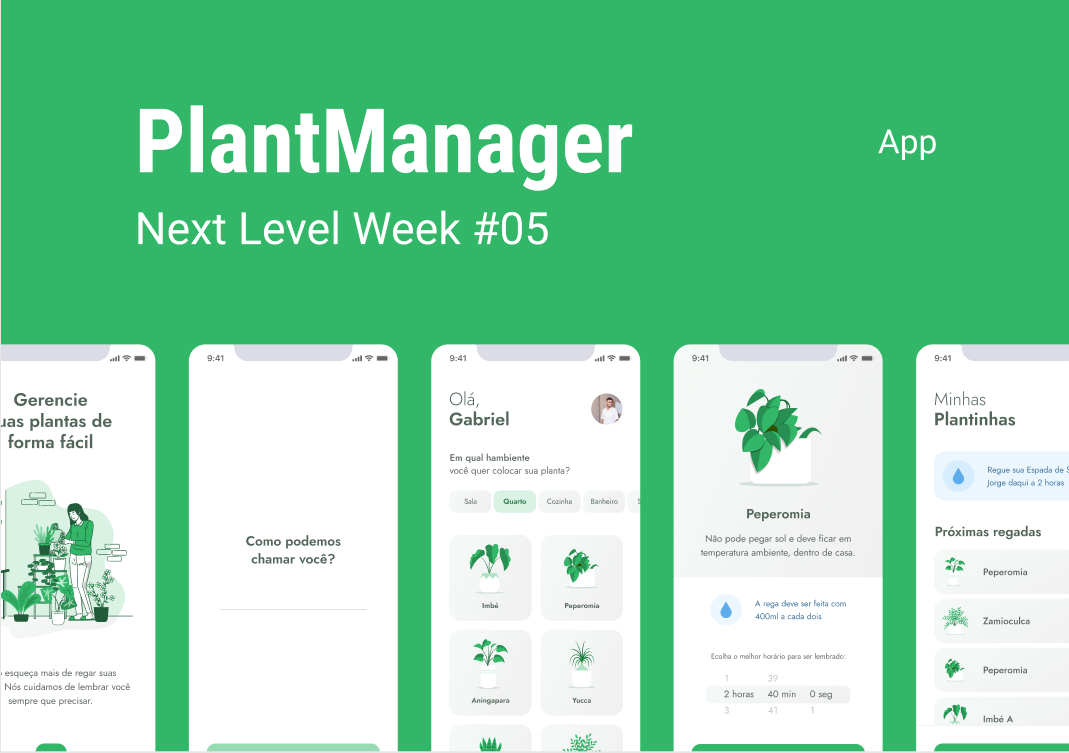 PlantManager
App
Next Level Week #05
Gerencie
uas plantas de
forma fácil
esqueça mais de regar suas
Nós cuidamos de lembrar você
sempre que precisar.
9:41
Como podemos
chamar você?
9:41
Olá,
Gabriel
Em qual hambiente
você quer colocar sua planta?
Sala Quarto Cozinha Banheiro S
Imbé Peperomia
Aningapara Yucca
9:41
Peperomia
Não pode pegar sol e deve ficar em
temperatura ambiente, dentro de casa.
A rega deve ser feita com
400ml a cada dois
Ecolha o melhor horário para ser lembrado:
1 39
2 horas 40 min 0 seg
3 41 1
9:41
Minhas
Plantinhas
Regue sua Espada de S
Jorge daqui a 2 horas
Próximas regadas
Peperomia
Zamioculca
Peperomia
Imbé A